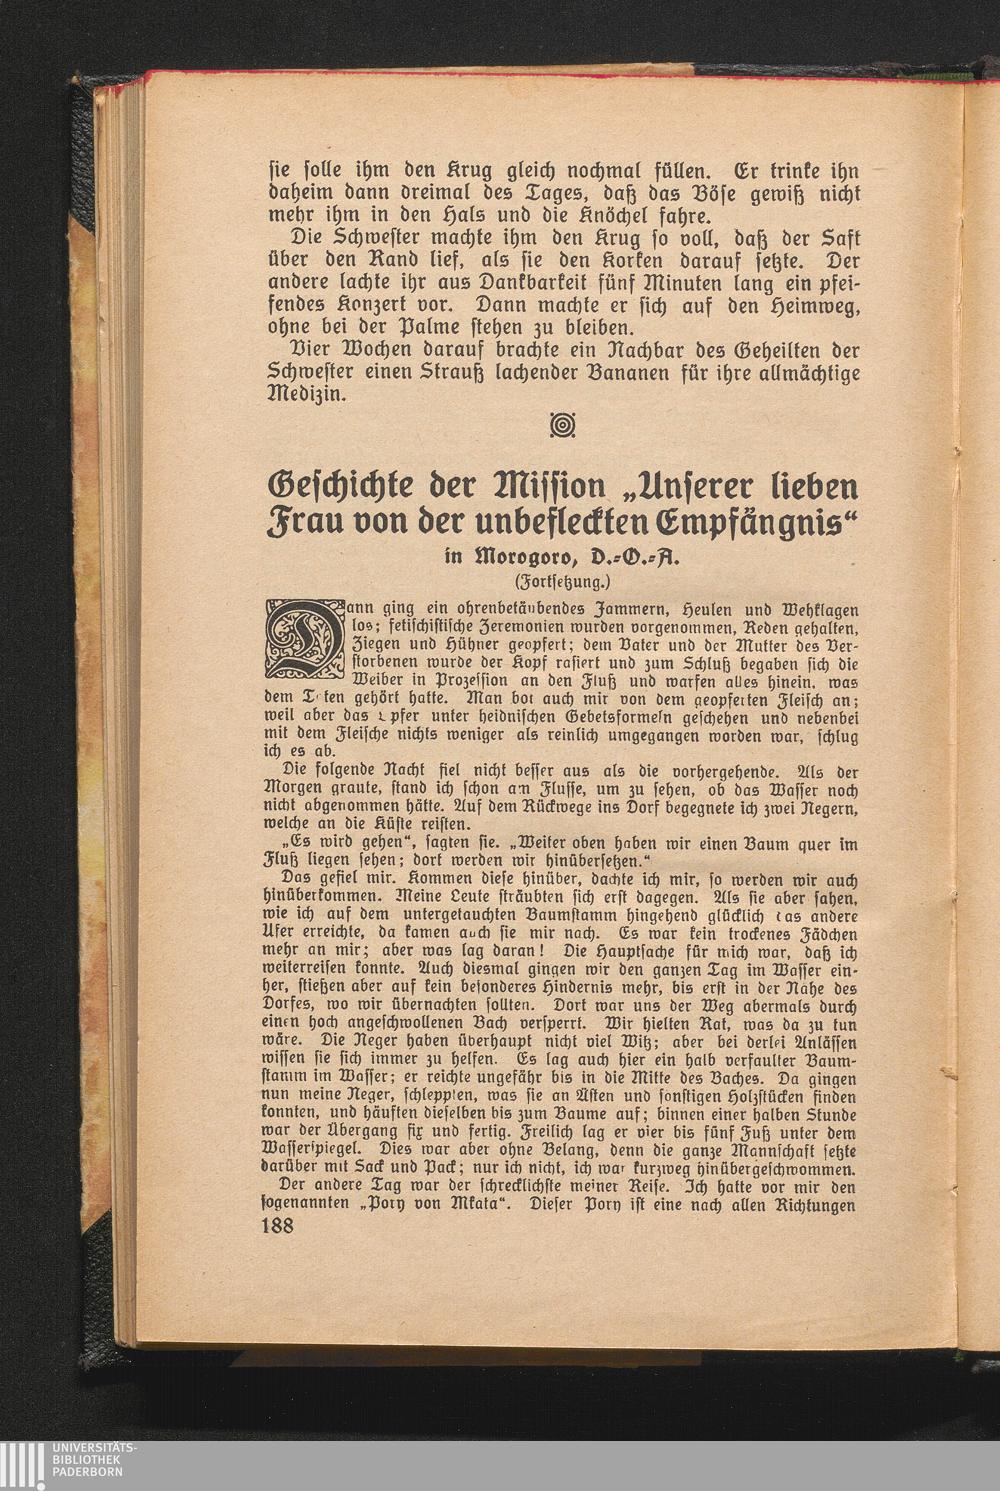 sie solle ihm den Krug gleich nochmal füllen. Er trinke ihn
daheim dann dreimal des Tages, daß das Böse gewiß nicht
mehr ihm in den Hals und die Knöchel fahre.
Die Schwester machte ihm den Krug so voll, daß der Saft
über den Rand lief, als sie den Korken darauf setzte. Der
andere lachte ihr aus Dankbarkeit fünf Minuten lang ein pfei-
fendes Konzert vor. Dann machte er sich auf den Heimweg,
ohne bei der Palme stehen zu bleiben.
Vier Wochen darauf brachte ein Nachbar des Geheilten der
Schwester einen Strauß lachender Bananen für ihre allmächtige
Medizin.
Geschichte der Mission „Unserer lieben
Frau von der unbefleckten Empfängnis“
in Morogoro, D.-O.-A.
(Fortsetzung.)
Dann ging ein ohrenbetäubendes Jammern, Heulen und Wehklagen
los; fetischistische Zeremonien wurden vorgenommen, Reden gehalten,
Ziegen und Hühner geopfert; dem Vater und der Mutter des Ver-
storbenen wurde der Kopf rasiert und zum Schluß begaben sich die
Weiber in Prozession an den Fluß und warfen alles hinein, was
dem Toten gehört hatte. Man bot auch mir von dem geopferten Fleisch an;
weil aber das Opfer unter heidnischen Gebetsformeln geschehen und nebenbei
mit dem Fleische nichts weniger als reinlich umgegangen worden war, schlug
ich es ab.
Die folgende Nacht fiel nicht besser aus als die vorhergehende. Als der
Morgen graute, stand ich schon am Flusse, um zu sehen, ob das Wasser noch
nicht abgenommen hätte. Auf dem Rückwege ins Dorf begegnete ich zwei Negern,
welche an die Küste reisten.
„Es wird gehen“, sagten sie. „Weiter oben haben wir einen Baum quer im
Fluß liegen sehen; dort werden wir hinübersetzen.“
Das gefiel mir. Kommen diese hinüber, dachte ich mir, so werden wir auch
hinüberkommen. Meine Leute sträubten sich erst dagegen. Als sie aber sahen,
wie ich auf dem untergetauchten Baumstamm hingehend glücklich das andere
Ufer erreichte, da kamen auch sie mir nach. Es war kein trockenes Fädchen
mehr an mir; aber was lag daran! Die Hauptsache für mich war, daß ich
weiterreisen konnte. Auch diesmal gingen wir den ganzen Tag im Wasser ein-
her, stießen aber auf kein besonderes Hindernis mehr, bis erst in der Nähe des
Dorfes, wo wir übernachten sollten. Dort war uns der Weg abermals durch
einen hoch angeschwollenen Bach versperrt. Wir hielten Rat, was da zu tun
wäre. Die Neger haben überhaupt nicht viel Witz; aber bei derlei Anlässen
wissen sie sich immer zu helfen. Es lag auch hier ein halb verfaulter Baum-
stamm im Wasser; er reichte ungefähr bis in die Mitte des Baches. Da gingen
nun meine Neger, schleppten, was sie an Ästen und sonstigen Holzstücken finden
konnten, und häuften dieselben bis zum Baume auf; binnen einer halben Stunde
war der Übergang fix und fertig. Freilich lag er vier bis fünf Fuß unter dem
Wasserspiegel. Dies war aber ohne Belang, denn die ganze Mannschaft setzte
darüber mit Sack und Pack; nur ich nicht, ich war kurzweg hinübergeschwommen.
Der andere Tag war der schrecklichste meiner Reise. Ich hatte vor mir den
sogenannten „Pory von Mkata“. Dieser Pory ist eine nach allen Richtungen
188
UNIVERSITÄTS-
BIBLIOTHEK
PADERBORN